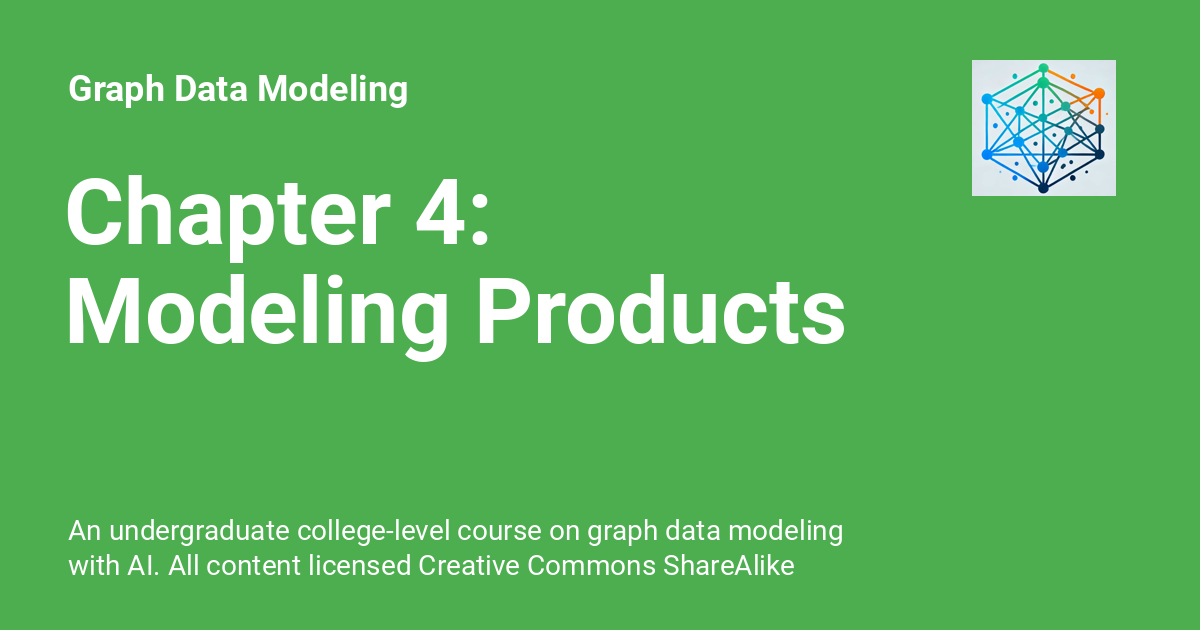 Graph Data Modeling
Chapter 4:
Modeling Products
An undergraduate college-level course on graph data modeling
with AI. All content licensed Creative Commons ShareAlike